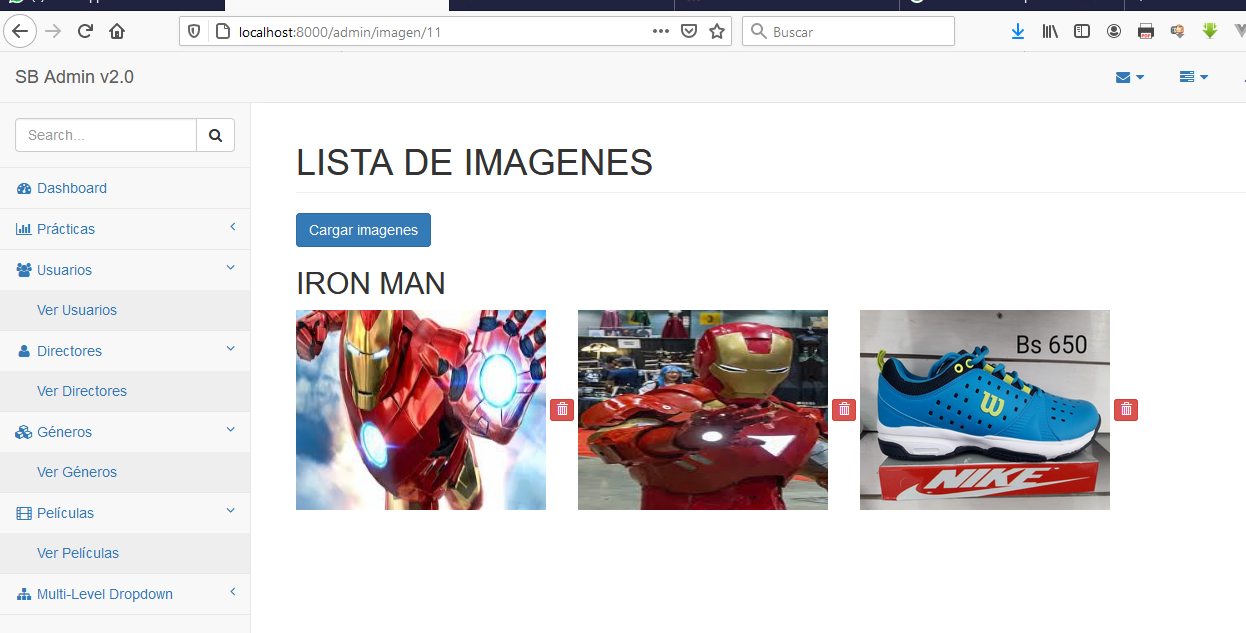 localhost:8000/admin/imagen/11
Buscar
SB Admin v2.0
Search...
Dashboard
Prácticas
Usuarios
Ver Usuarios
Directores
Ver Directores
Géneros
Ver Géneros
Películas
Ver Películas
Multi-Level Dropdown
LISTA DE IMAGENES
Cargar imagenes
IRON MAN
Bs 650
W
NIKE